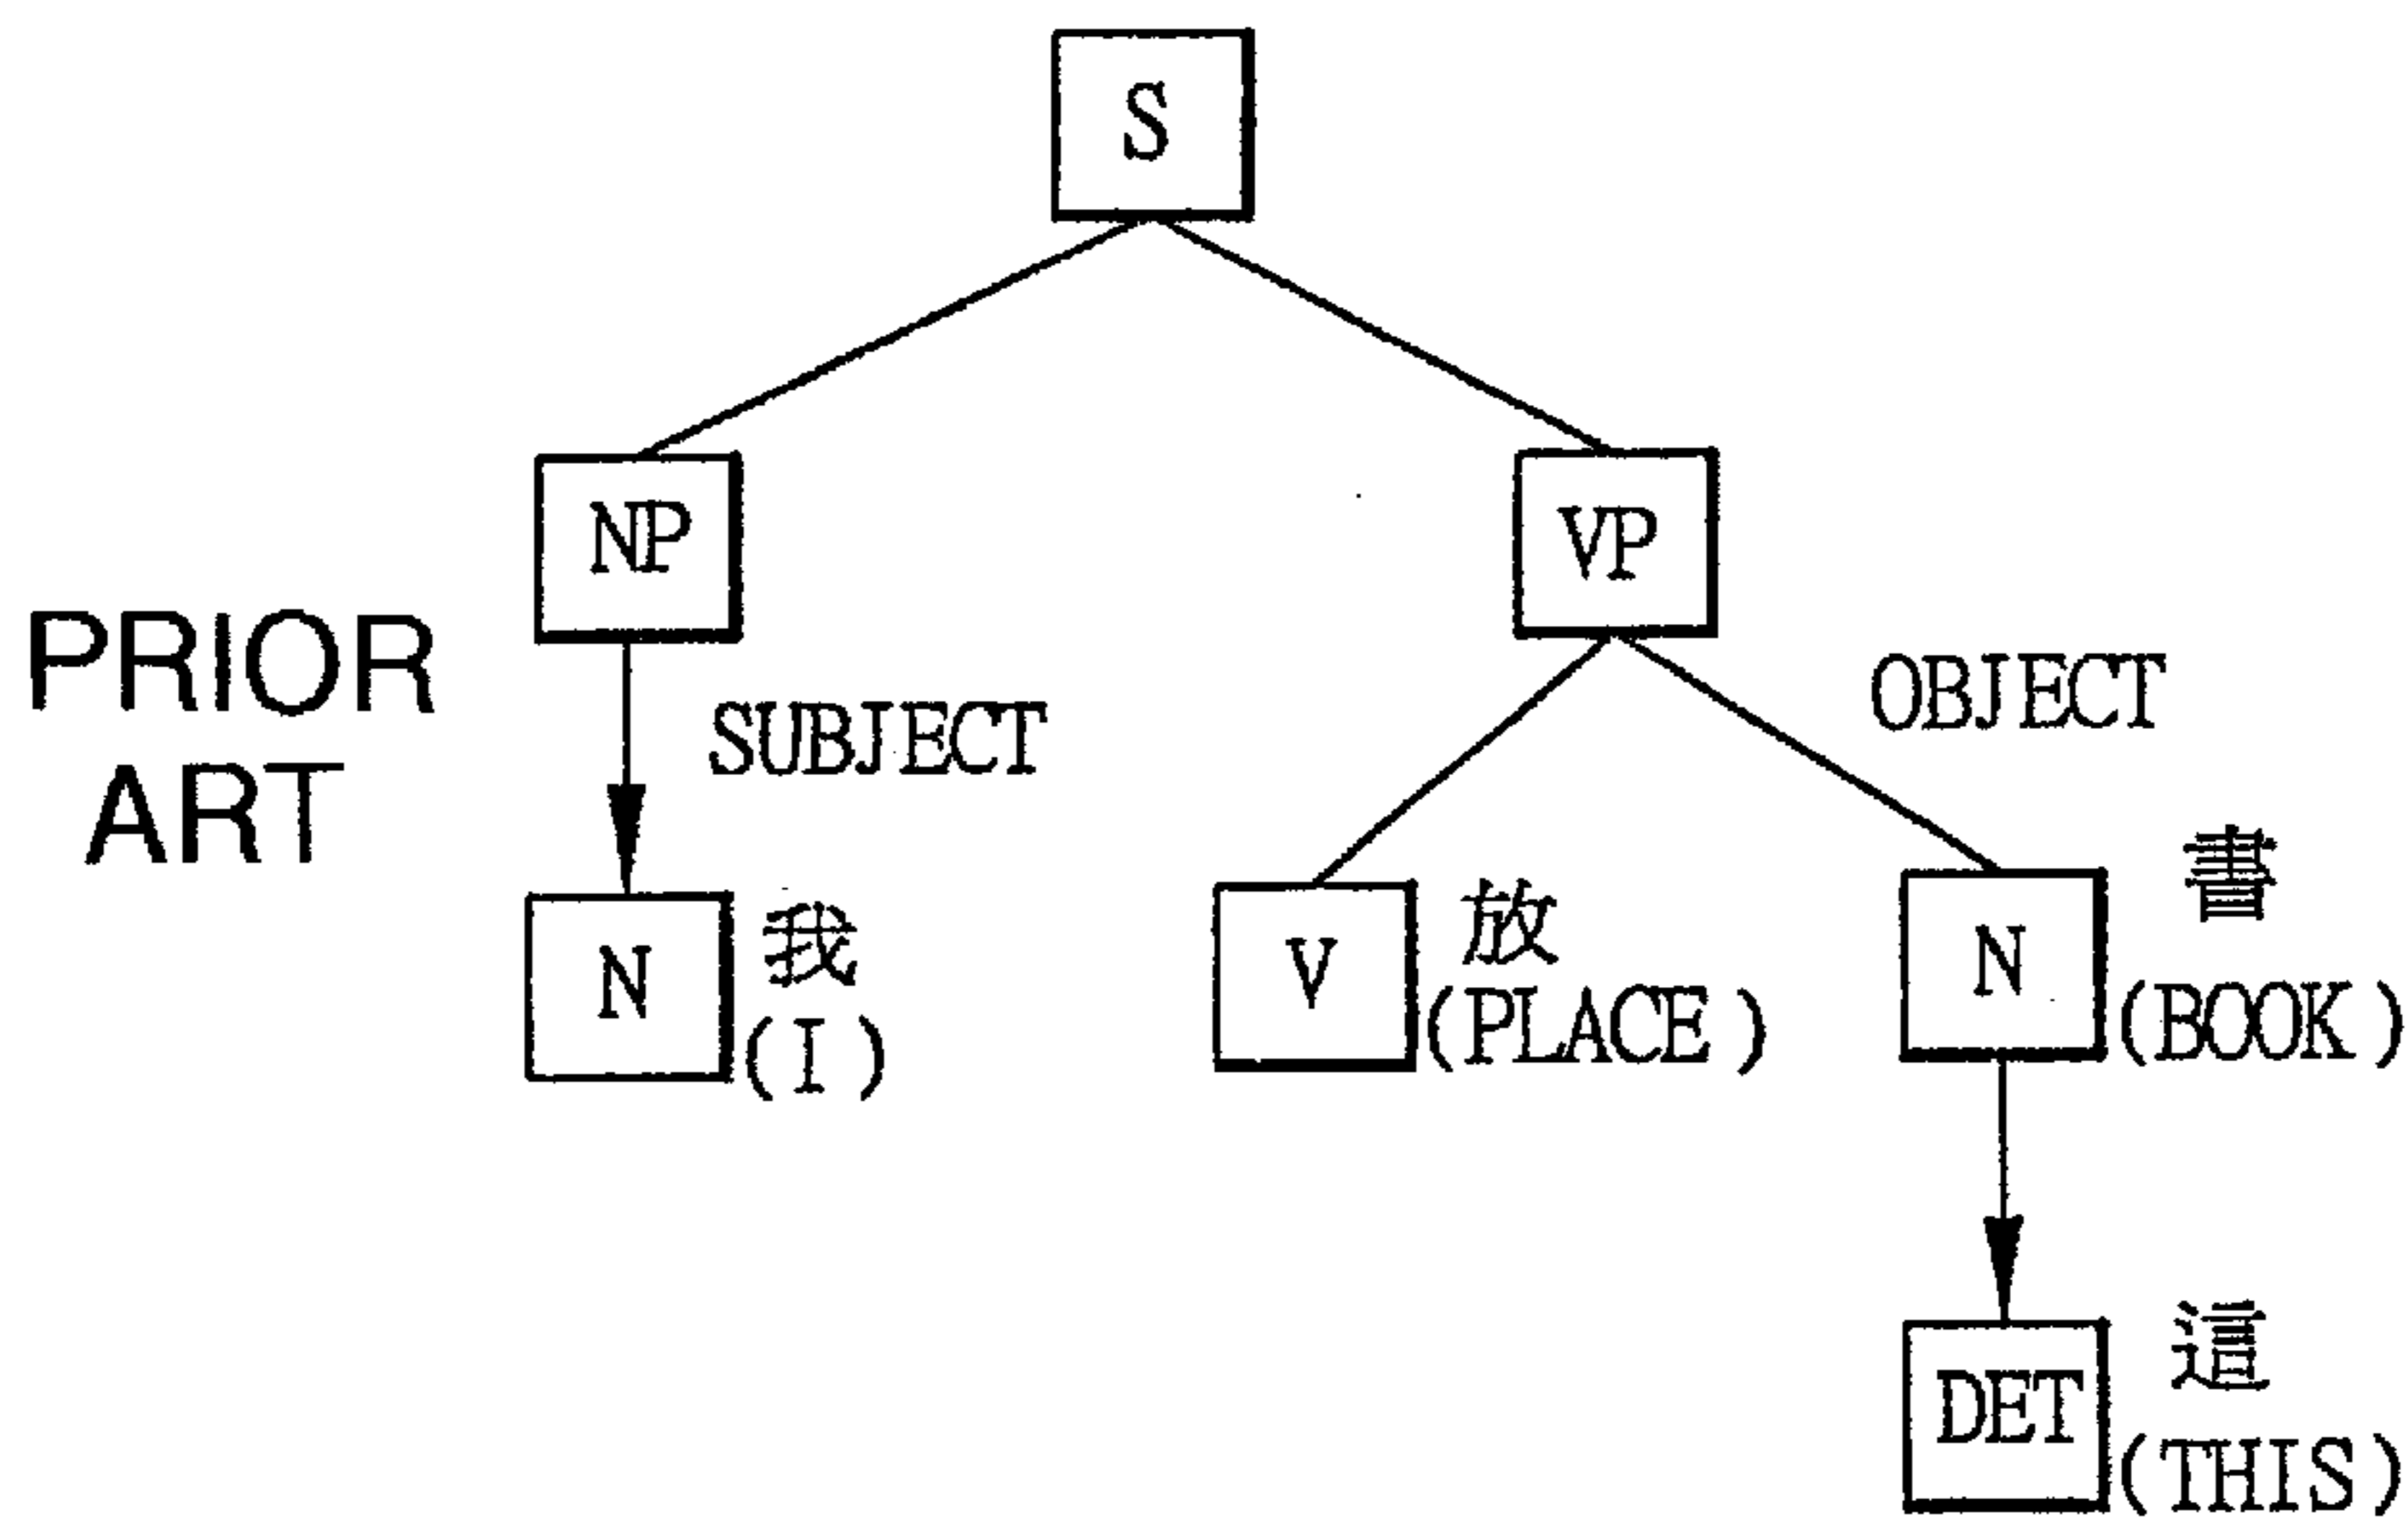 S
NP
VP
PRIOR
ART
SUBJECT
OBJECT
N
我
(I)
V
放
(PLACE)
N
書
(BOOK)
DET
這
(THIS)